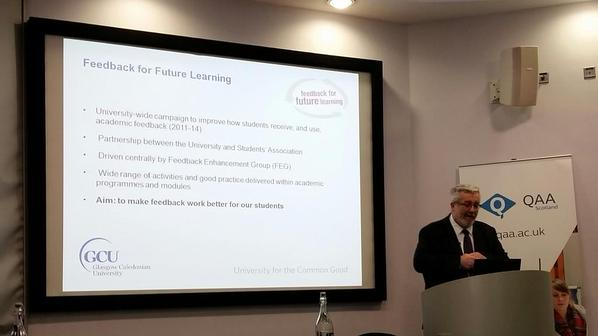 Feedback for Future Learning
feedback for
future learning
• University-wide campaign to improve how students receive, and use,
academic feedback (2011-14)
• Partnership between the University and Students' Association
• Driven centrally by Feedback Enhancement Group (FEG)
• Wide range of activities and good practice delivered within academic
programmes and modules
• Aim: to make feedback work better for our students
GCU
Glasgow Caledonian
University
University for the Common Good
QAA
Scotland
qaa.ac.uk